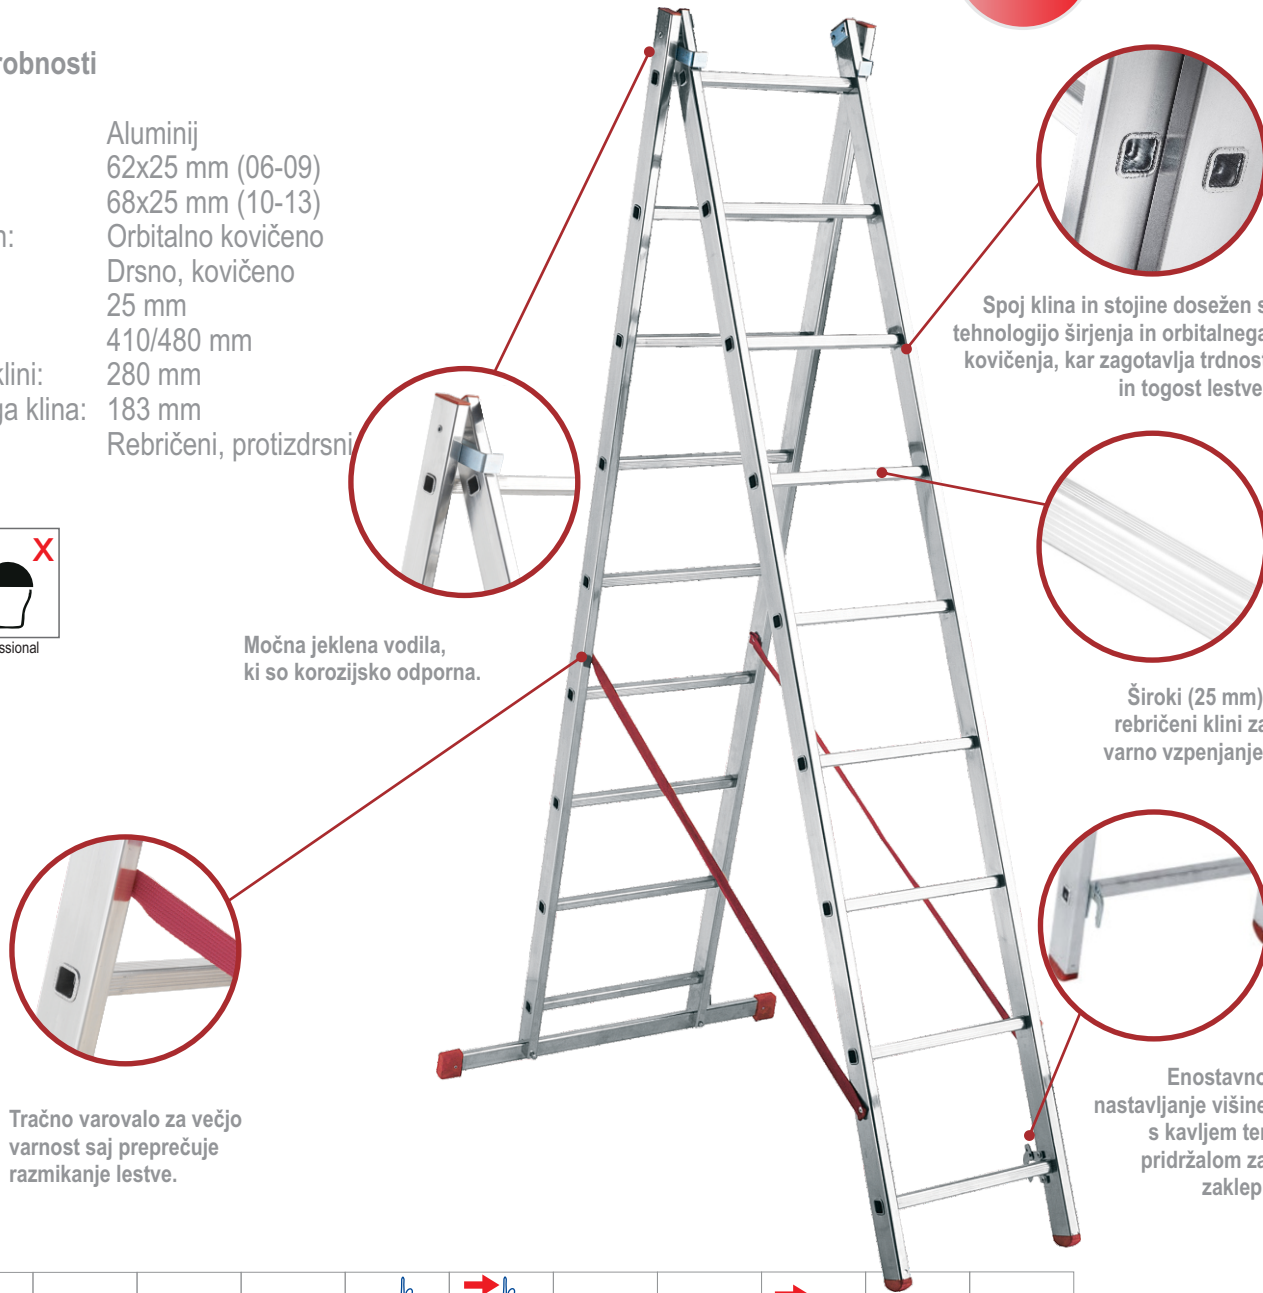 robnosti
Aluminij
62x25 mm (06-09)
68x25 mm (10-13)
n: Orbitalno kovičeno
Drsno, kovičeno
25 mm
410/480 mm
klini: 280 mm
ga klina: 183 mm
Rebričeni, protizdrsni
X
ssional
Spoj klina in stojine dosežen s
tehnologijo širjenja in orbitalnega
kovičenja, kar zagotavlja trdnost
in togost lestve
Močna jeklena vodila,
ki so korozijsko odporna.
Široki (25 mm)
rebričeni klini za
varno vzpenjanje
Tračno varovalo za večjo
varnost saj preprečuje
razmikanje lestve.
Enostavno
nastavljanje višine
s kavljem ter
pridržalom za
zaklep